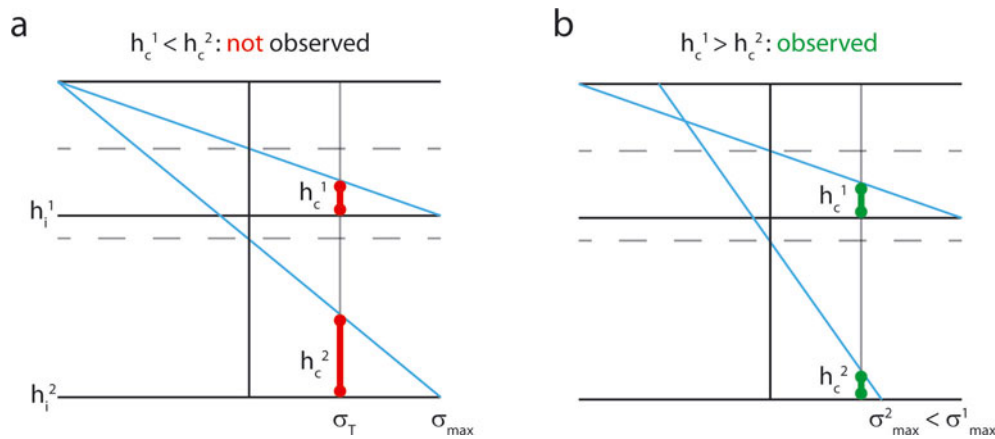 a
h_c^1 < h_c^2 : not observed
h_c^1
h_i^1
h_c^2
h_i^2
σ_T
σ_max
b
h_c^1 > h_c^2 : observed
h_c^1
h_c^2
σ^2_max < σ^1_max